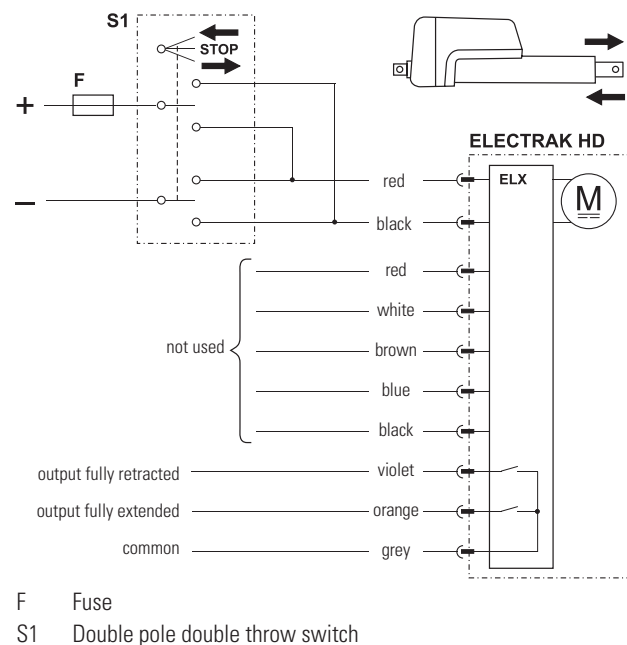 S1
STOP
F
+
−
ELECTRAK HD
ELX
M
red
black
red
white
not used
brown
blue
black
output fully retracted violet
output fully extended orange
common grey
F Fuse
S1 Double pole double throw switch